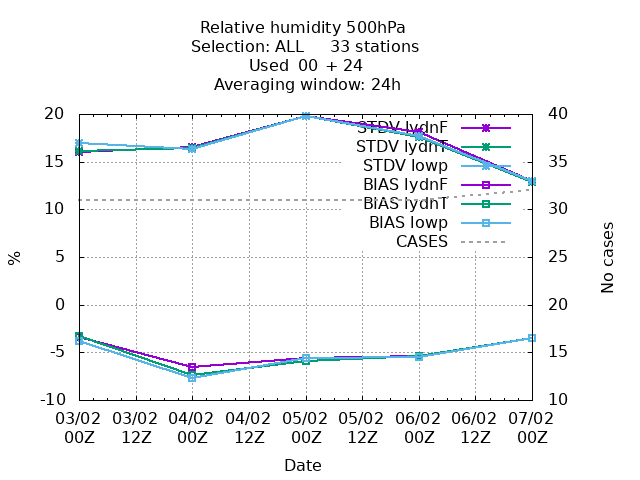 Relative humidity 500hPa
Selection: ALL 33 stations
Used 00 + 24
Averaging window: 24h
20 40
STDV lydnF
STDV lydnT
15 35
STDV lowp
BIAS lydnF
BIAS lydnT
10 30
BIAS lowp
CASES
5 25
%
No cases
0 20
-5 15
-10 10
03/02 03/02 04/02 04/02 05/02 05/02 06/02 06/02 07/02
00Z 12Z 00Z 12Z 00Z 12Z 00Z 12Z 00Z
Date